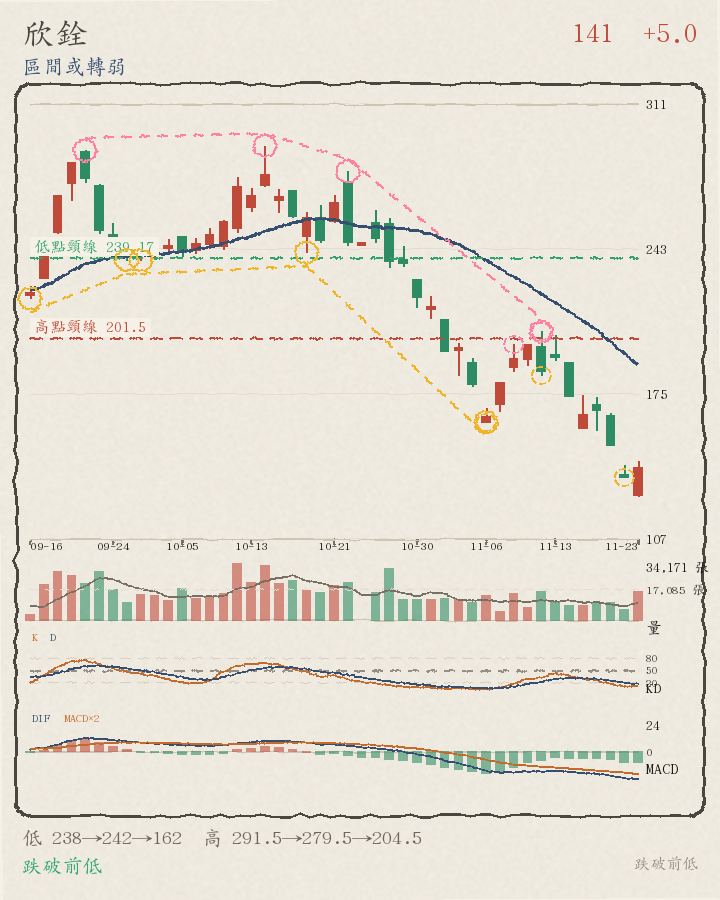 欣銓
141 +5.0
區間或轉弱
311
低點頸線 239.17
243
高點頸線 201.5
175
107
09-16 09-24 10-05 10-13 10-21 10-30 11-06 11-13 11-23
34,171 張
17,085 張
量
K D
80
50
20
KD
DIF MACD×2
24
0
MACD
低 238→242→162 高 291.5→279.5→204.5
跌破前低
跌破前低